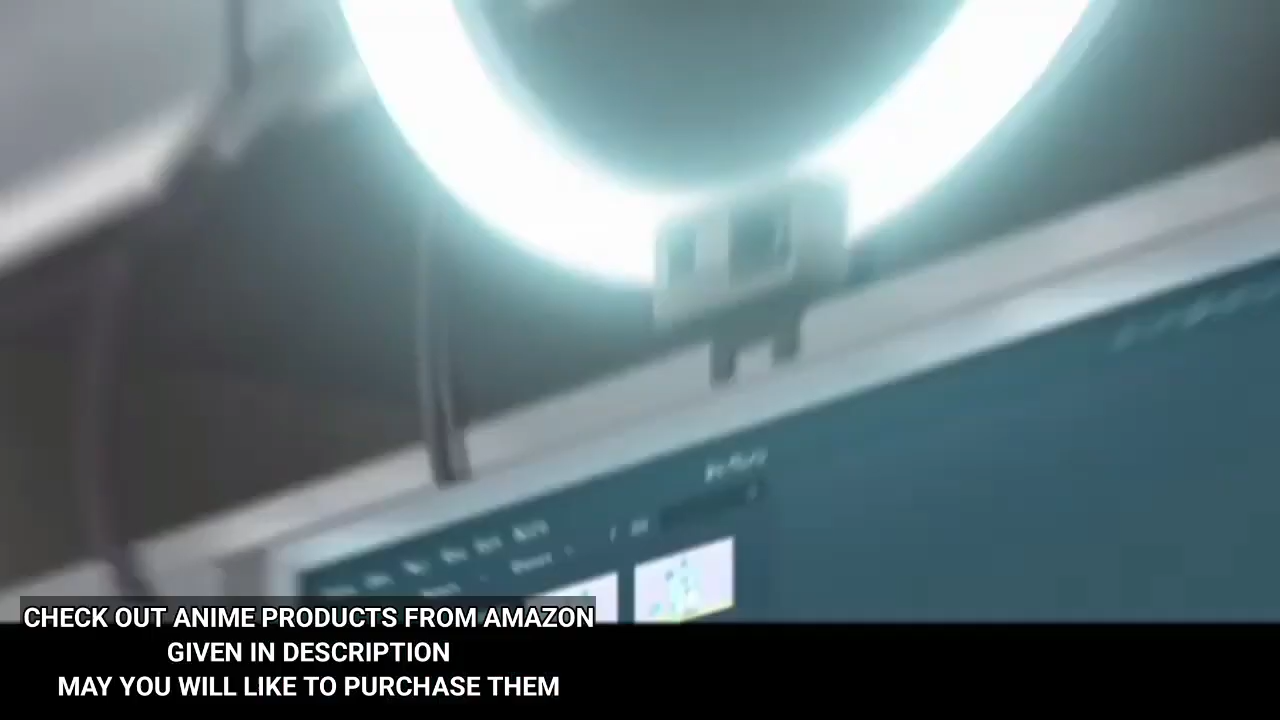 CHECK OUT ANIME PRODUCTS FROM AMAZON
GIVEN IN DESCRIPTION
MAY YOU WILL LIKE TO PURCHASE THEM